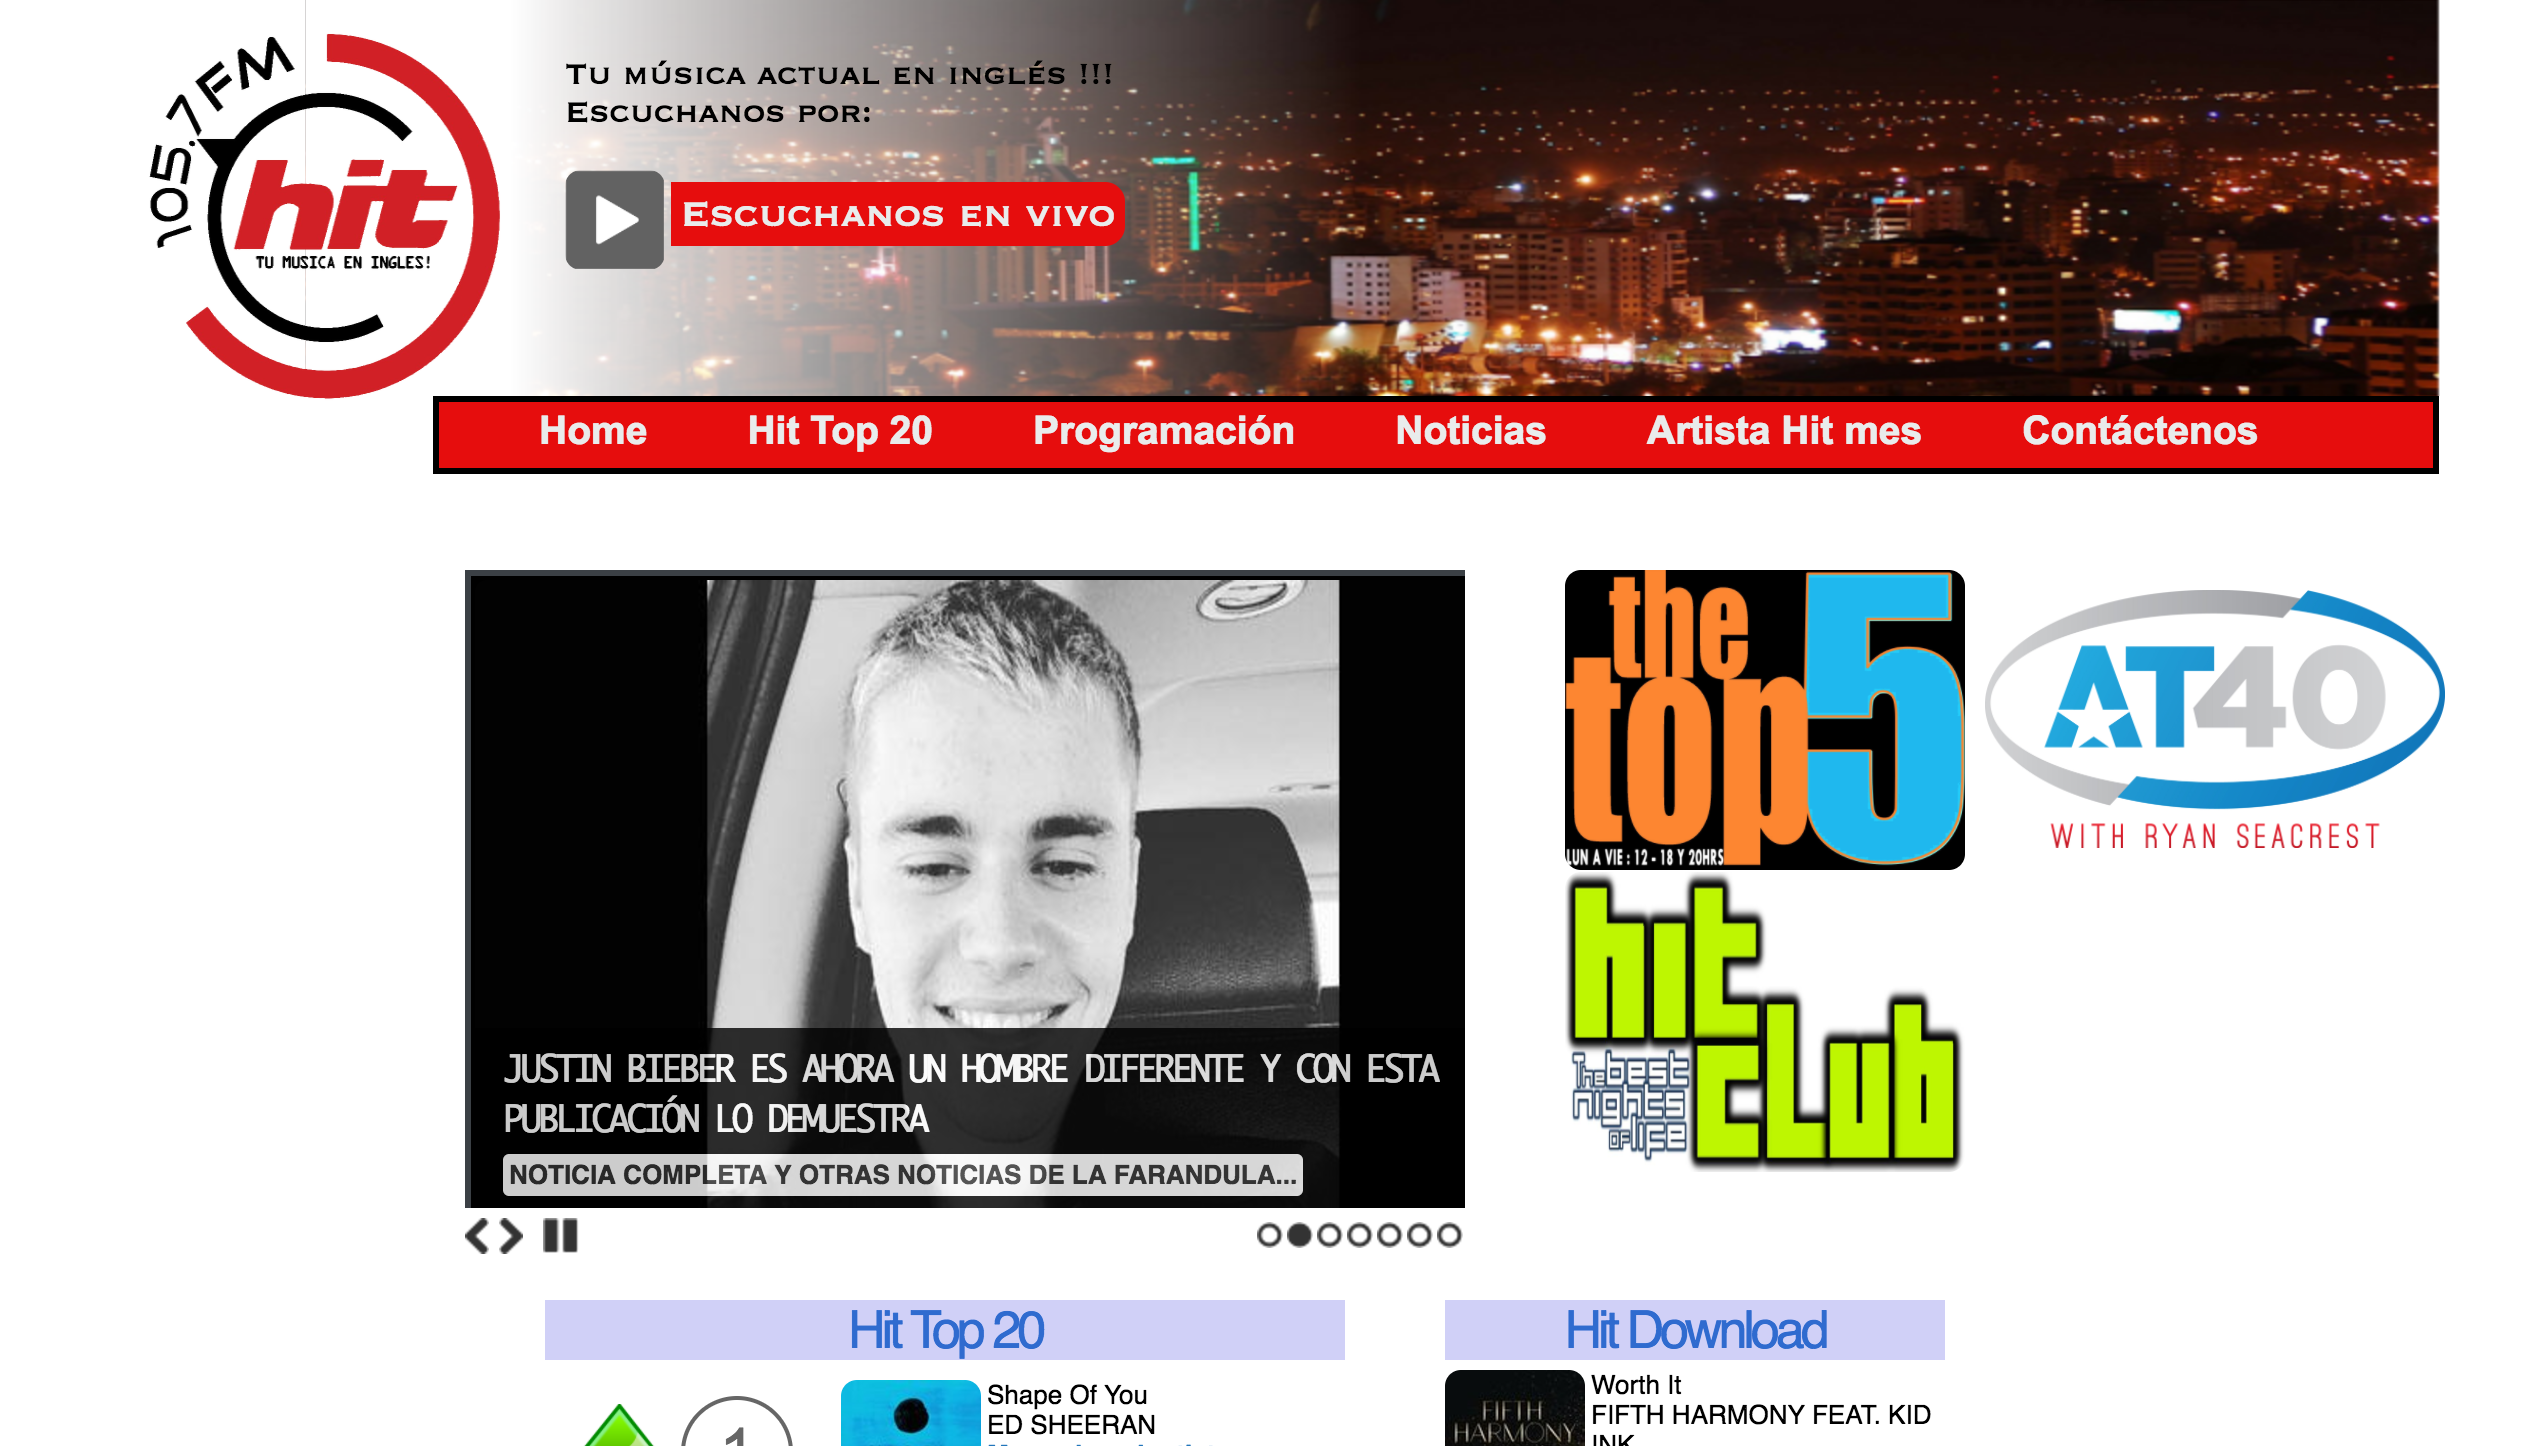 105.7 FM
hit
TU MUSICA EN INGLES!
Tu música actual en inglés !!!
Escuchanos por:
Escuchanos en vivo
Home Hit Top 20 Programación Noticias Artista Hit mes Contáctenos
JUSTIN BIEBER ES AHORA UN HOMBRE DIFERENTE Y CON ESTA
PUBLICACIÓN LO DEMUESTRA
NOTICIA COMPLETA Y OTRAS NOTICIAS DE LA FARANDULA...
the
top 5
LUN A VIE : 12 - 18 Y 20HRS
AT40
WITH RYAN SEACREST
hit
club
The best
nights
of life
Hit Top 20
1
Shape Of You
ED SHEERAN
Hit Download
FIFTH
HARMONY
Worth It
FIFTH HARMONY FEAT. KID
INK